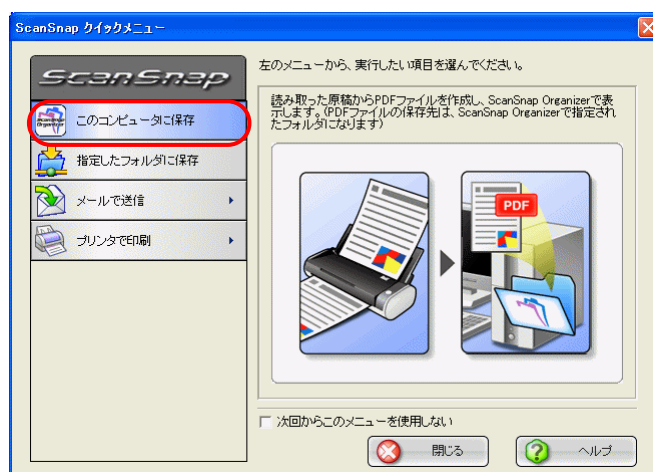 ScanSnap クイックメニュー
ScanSnap
このコンピュータに保存
指定したフォルダに保存
メールで送信
プリンタで印刷
左のメニューから、実行したい項目を選んでください。
読み取った原稿からPDFファイルを作成し、ScanSnap Organizerで表
示します。(PDFファイルの保存先は、ScanSnap Organizerで指定され
たフォルダになります)
PDF
次回からこのメニューを使用しない
閉じる
ヘルプ